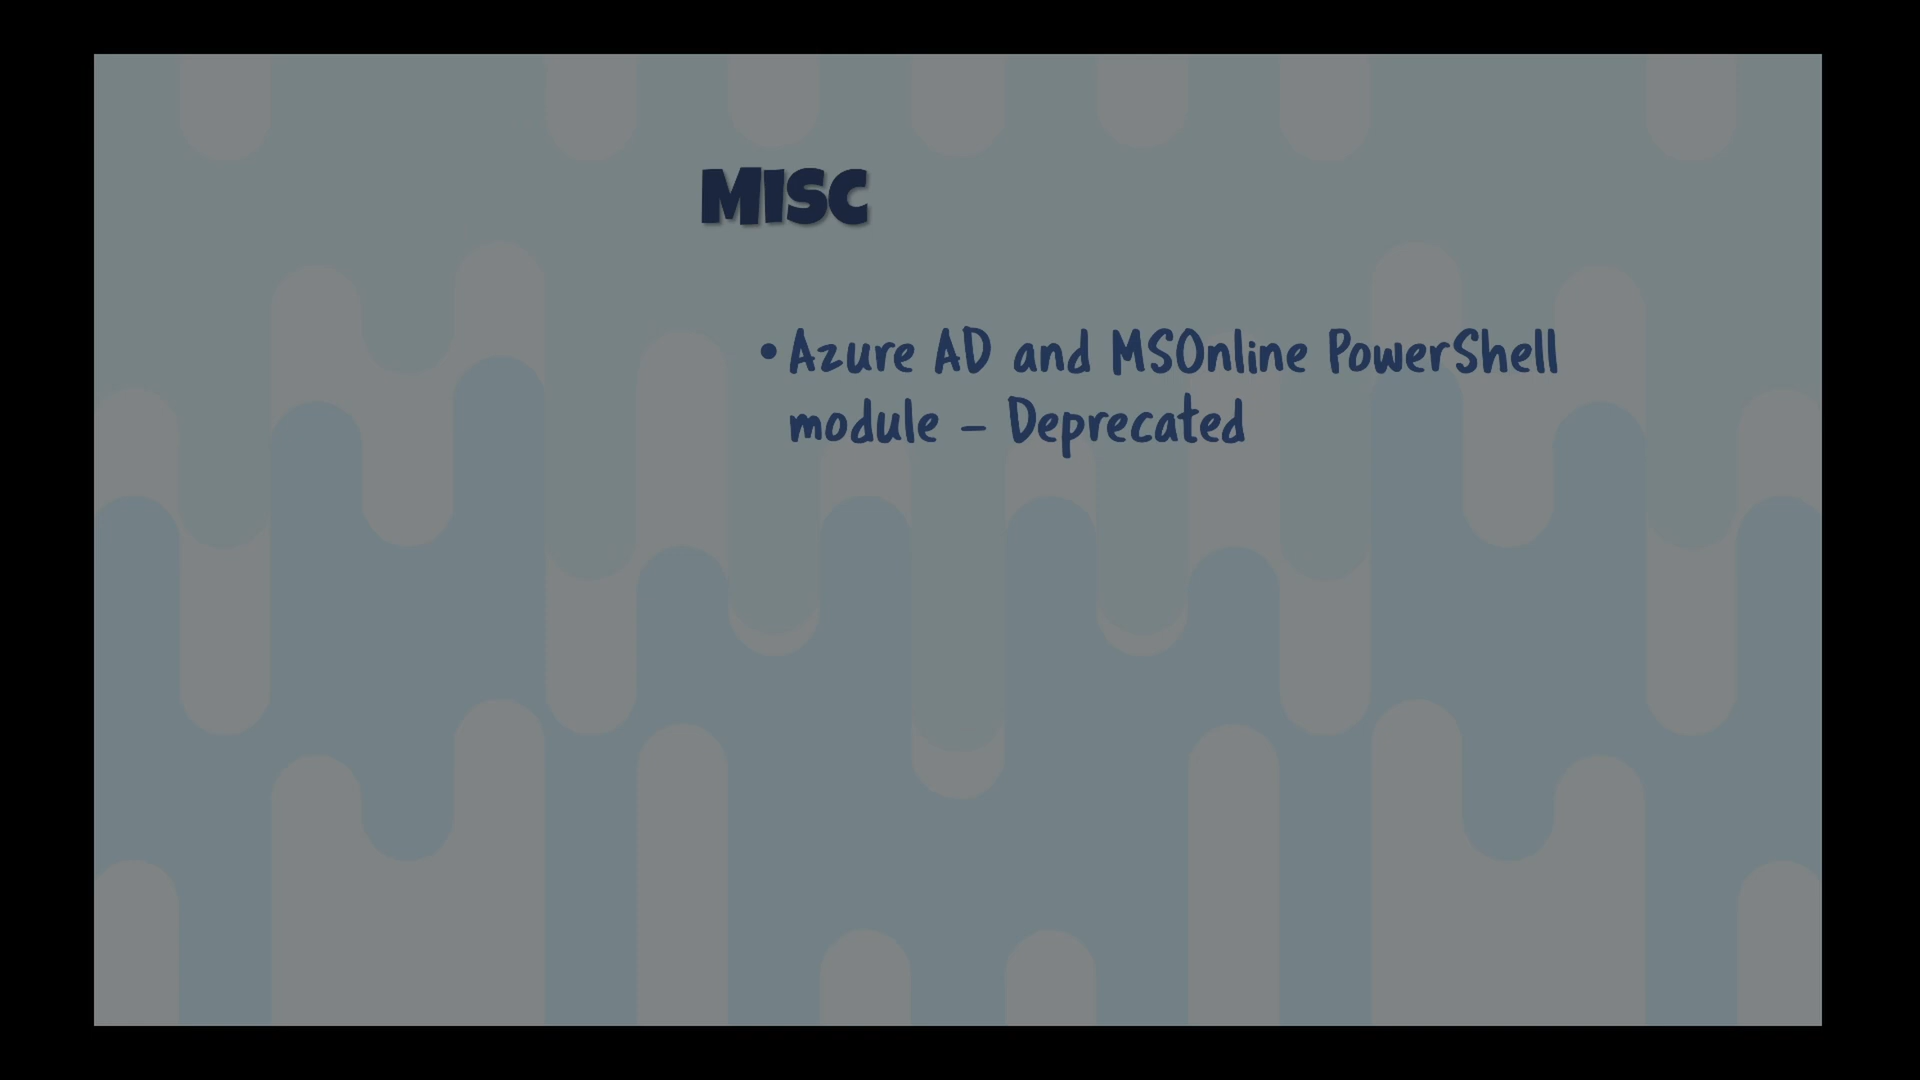 MISC
• Azure AD and MSOnline PowerShell
module – Deprecated